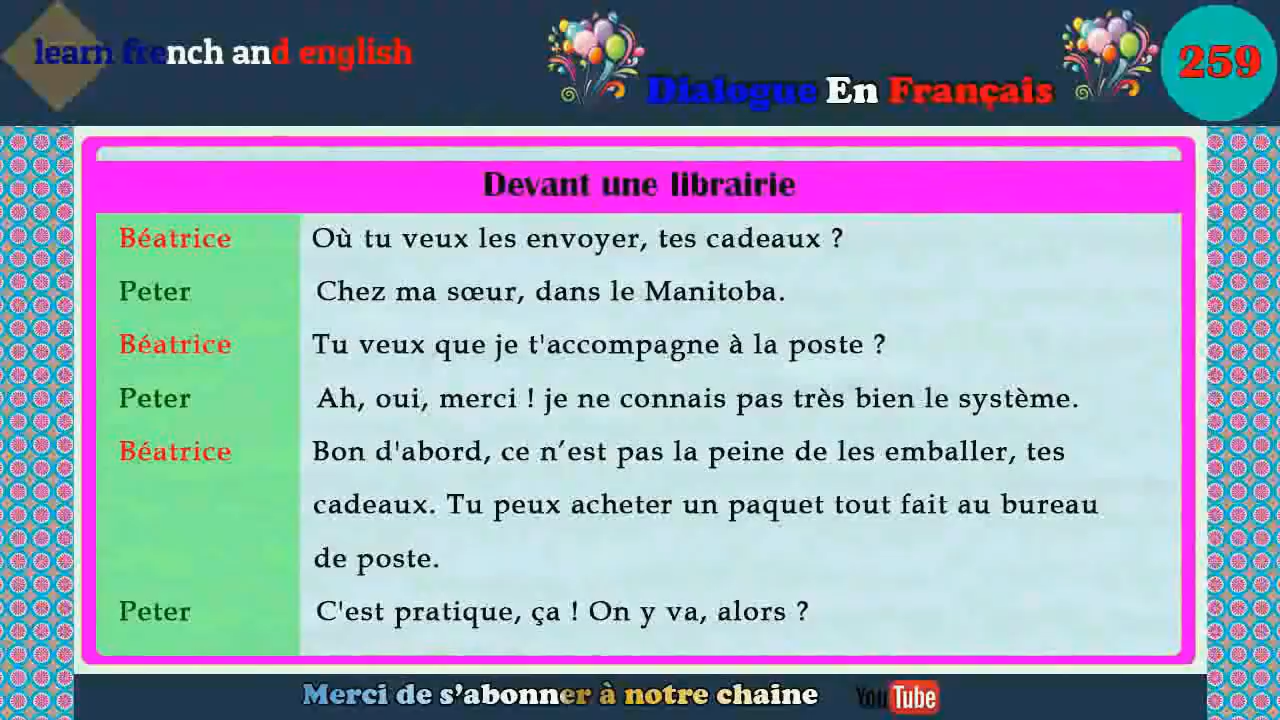 learn french and english
Dialogue En Français
259
Devant une librairie
Béatrice Où tu veux les envoyer, tes cadeaux ?
Peter Chez ma sœur, dans le Manitoba.
Béatrice Tu veux que je t'accompagne à la poste ?
Peter Ah, oui, merci ! je ne connais pas très bien le système.
Béatrice Bon d'abord, ce n’est pas la peine de les emballer, tes
cadeaux. Tu peux acheter un paquet tout fait au bureau
de poste.
Peter C'est pratique, ça ! On y va, alors ?
Merci de s’abonner à notre chaine YouTube